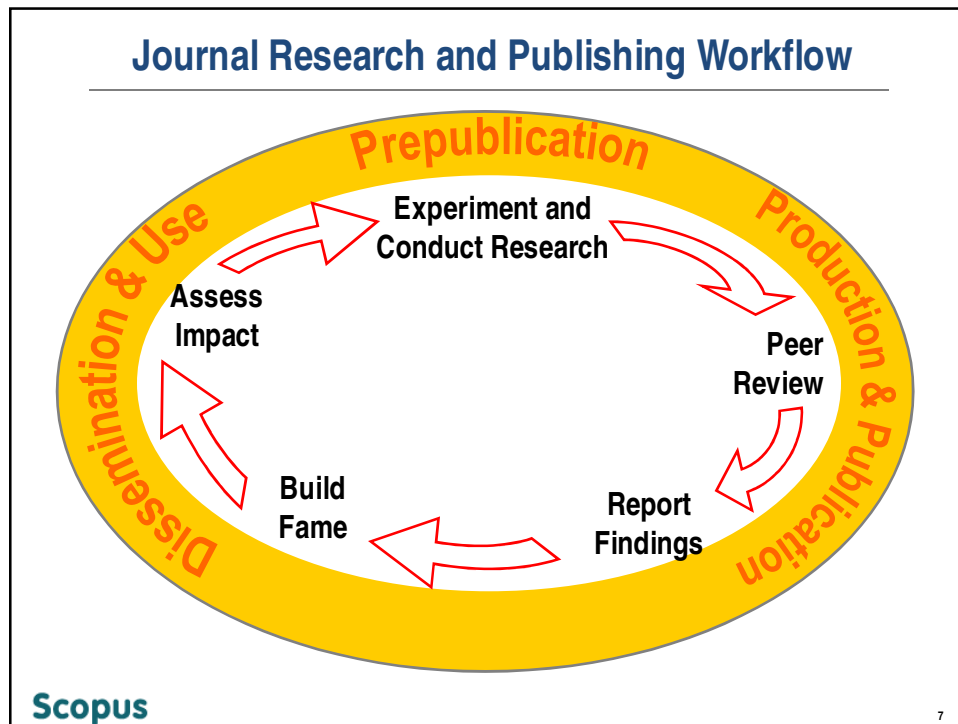 Journal Research and Publishing Workflow
Prepublication
Production & Publication
Dissemination & Use
Experiment and
Conduct Research
Peer
Review
Report
Findings
Build
Fame
Assess
Impact
Scopus
7